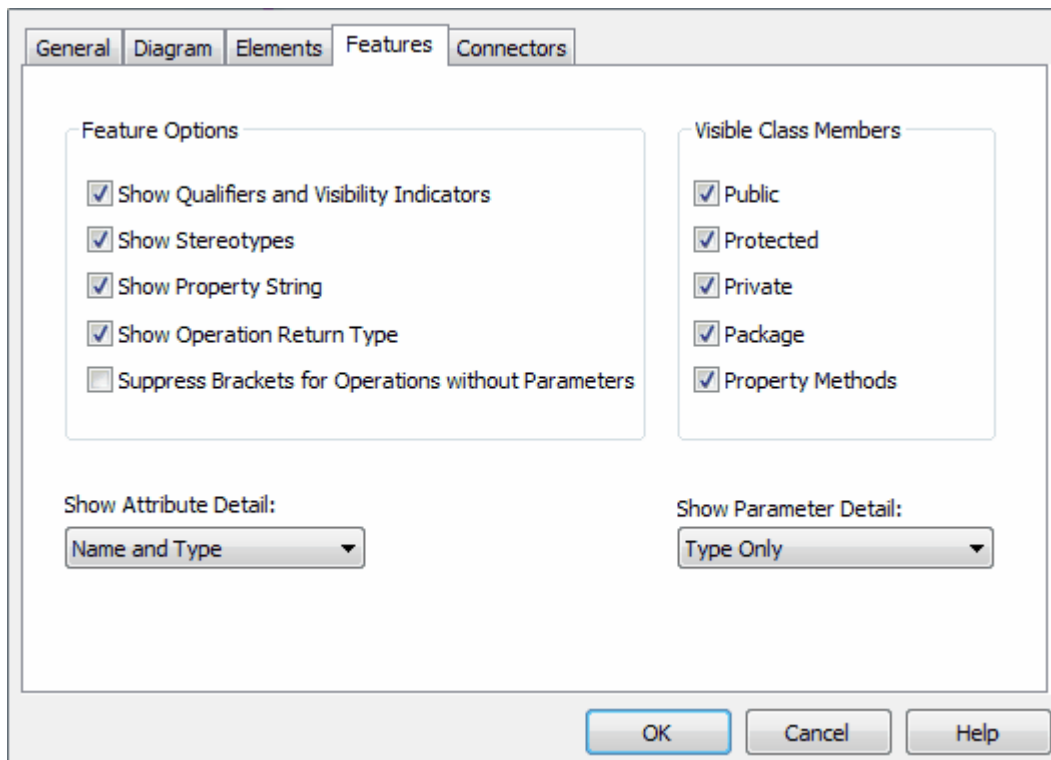 General
Diagram
Elements
Features
Connectors
Feature Options
Show Qualifiers and Visibility Indicators
Show Stereotypes
Show Property String
Show Operation Return Type
Suppress Brackets for Operations without Parameters
Visible Class Members
Public
Protected
Private
Package
Property Methods
Show Attribute Detail:
Name and Type
Show Parameter Detail:
Type Only
OK
Cancel
Help